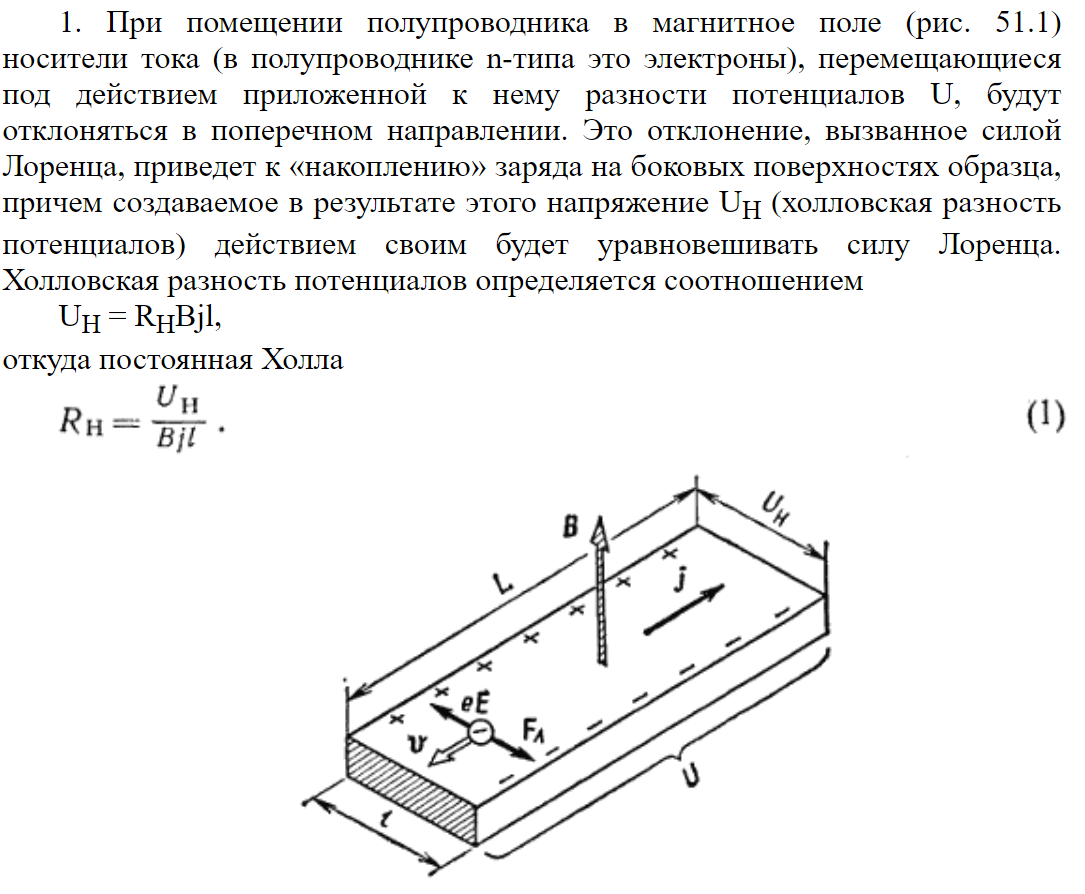 1. При помещении полупроводника в магнитное поле (рис. 51.1)
носители тока (в полупроводнике n-типа это электроны), перемещающиеся
под действием приложенной к нему разности потенциалов U, будут
отклоняться в поперечном направлении. Это отклонение, вызванное силой
Лоренца, приведет к «накоплению» заряда на боковых поверхностях образца,
причем создаваемое в результате этого напряжение UH (холловская разность
потенциалов) действием своим будет уравновешивать силу Лоренца.
Холловская разность потенциалов определяется соотношением
UH = RHBjl,
откуда постоянная Холла
RH = UH / Bjl . (1)
UH
B
L
j
eE
FЛ
v
U
l